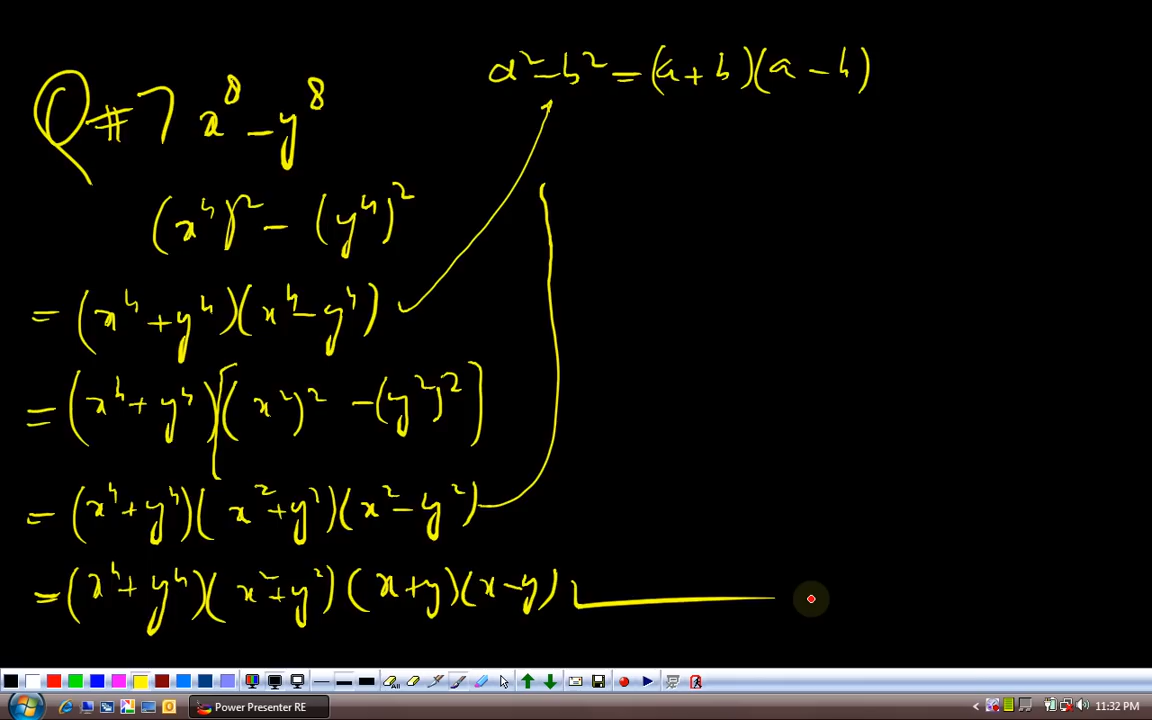 a² - b² = (a + b)(a - b)
Q # 7 x⁸ - y⁸
(x⁴)² - (y⁴)²
= (x⁴ + y⁴)(x⁴ - y⁴)
= (x⁴ + y⁴)[(x²)² - (y²)²]
= (x⁴ + y⁴)(x² + y²)(x² - y²)
= (x⁴ + y⁴)(x² + y²)(x + y)(x - y)
All
Power Presenter RE
11:32 PM